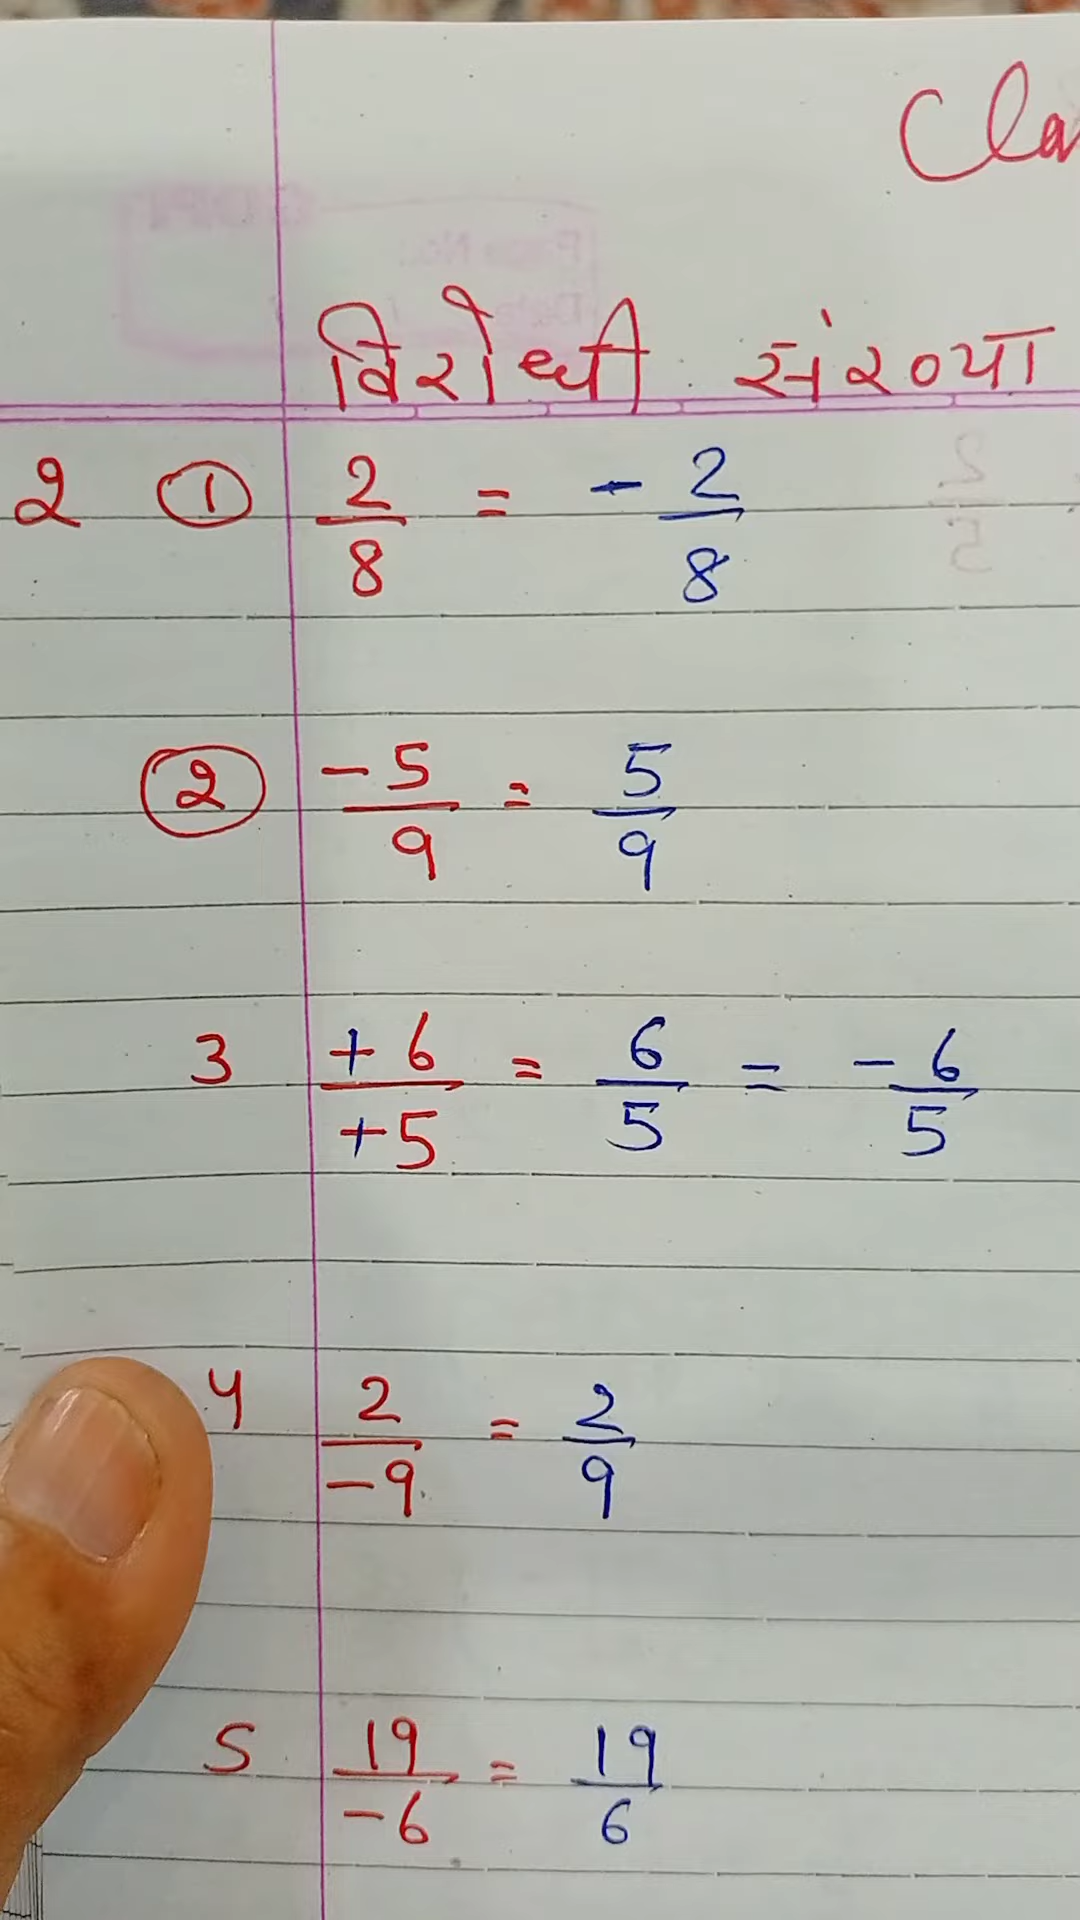 विरोधी संख्या
2 ① 2/8 = - 2/8
② -5/9 = 5/9
3 +6/+5 = 6/5 = -6/5
4 2/-9 = 2/9
5 19/-6 = 19/6